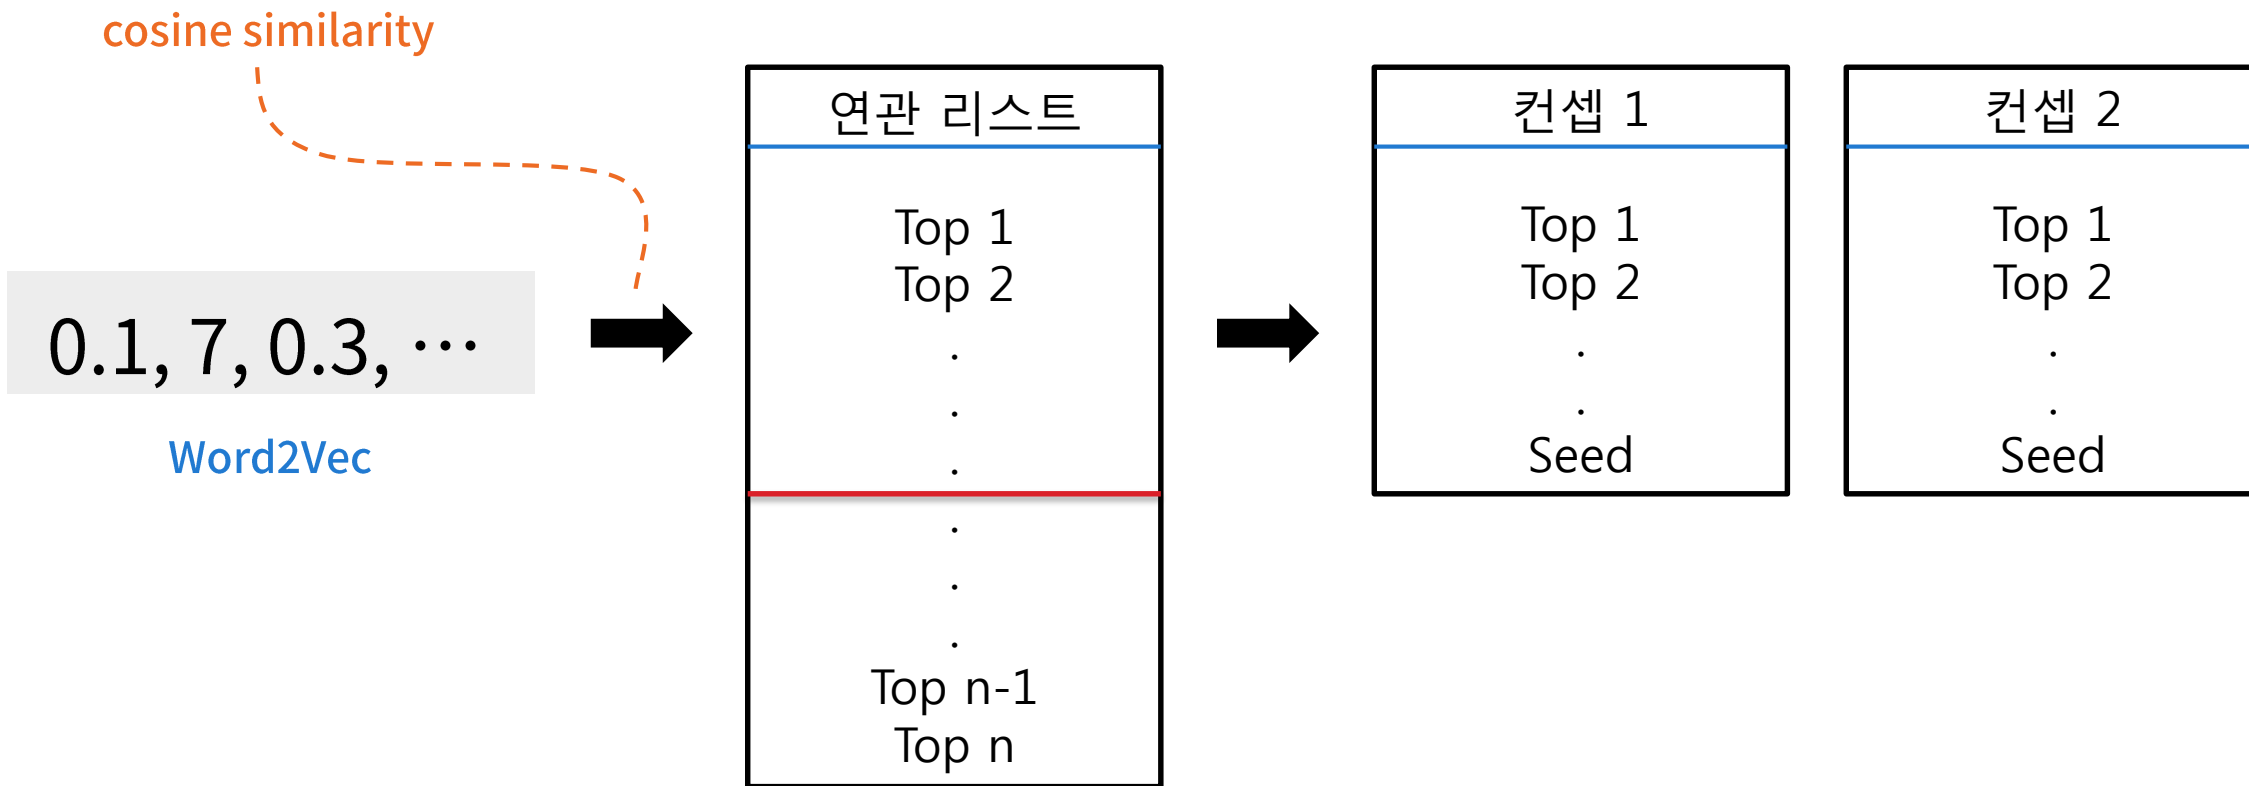 cosine similarity
0.1, 7, 0.3, …
Word2Vec
연관 리스트
Top 1
Top 2
.
.
.
.
.
.
Top n-1
Top n
컨셉 1
Top 1
Top 2
.
.
Seed
컨셉 2
Top 1
Top 2
.
.
Seed